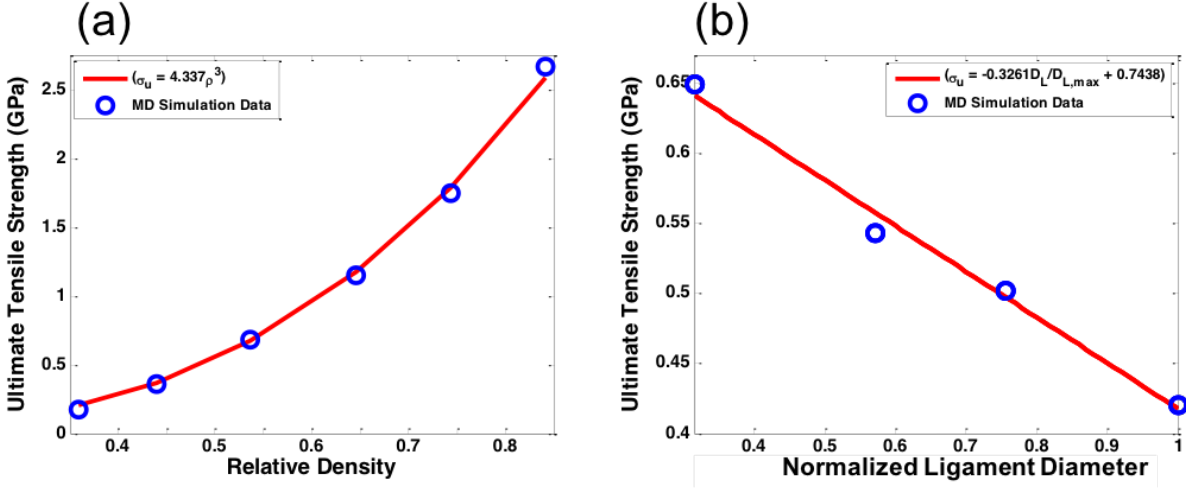 (a)
Ultimate Tensile Strength (GPa)
(σu = 4.337ρ^3)
MD Simulation Data
2.5
2
1.5
1
0.5
0
0.4
0.5
0.6
0.7
0.8
Relative Density
(b)
Ultimate Tensile Strength (GPa)
(σu = -0.3261DL/DL,max + 0.7438)
MD Simulation Data
0.65
0.6
0.55
0.5
0.45
0.4
0.4
0.5
0.6
0.7
0.8
0.9
1
Normalized Ligament Diameter